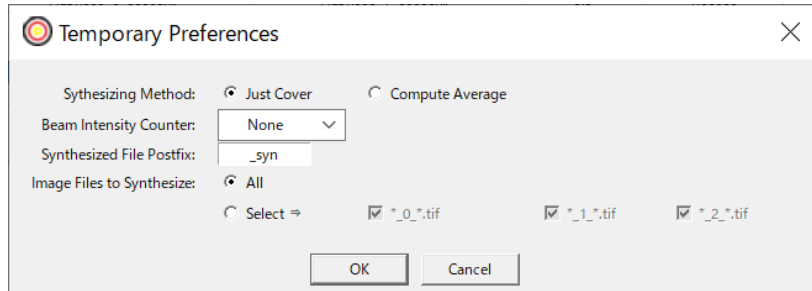 Temporary Preferences
Sythesizing Method: Just Cover Compute Average
Beam Intensity Counter: None
Synthesized File Postfix: _syn
Image Files to Synthesize: All
Select ⇒ *_0_*.tif *_1_*.tif *_2_*.tif
OK Cancel